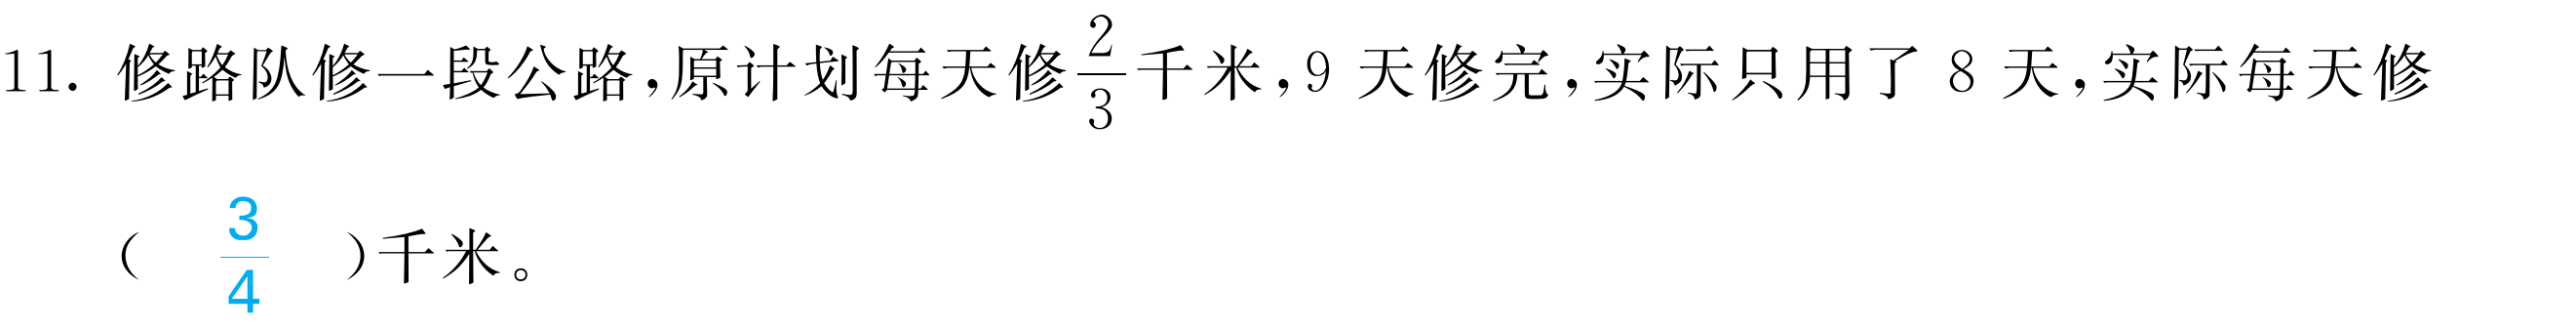 11. 修路队修一段公路,原计划每天修2/3千米,9 天修完,实际只用了 8 天,实际每天修
( 3/4 )千米。